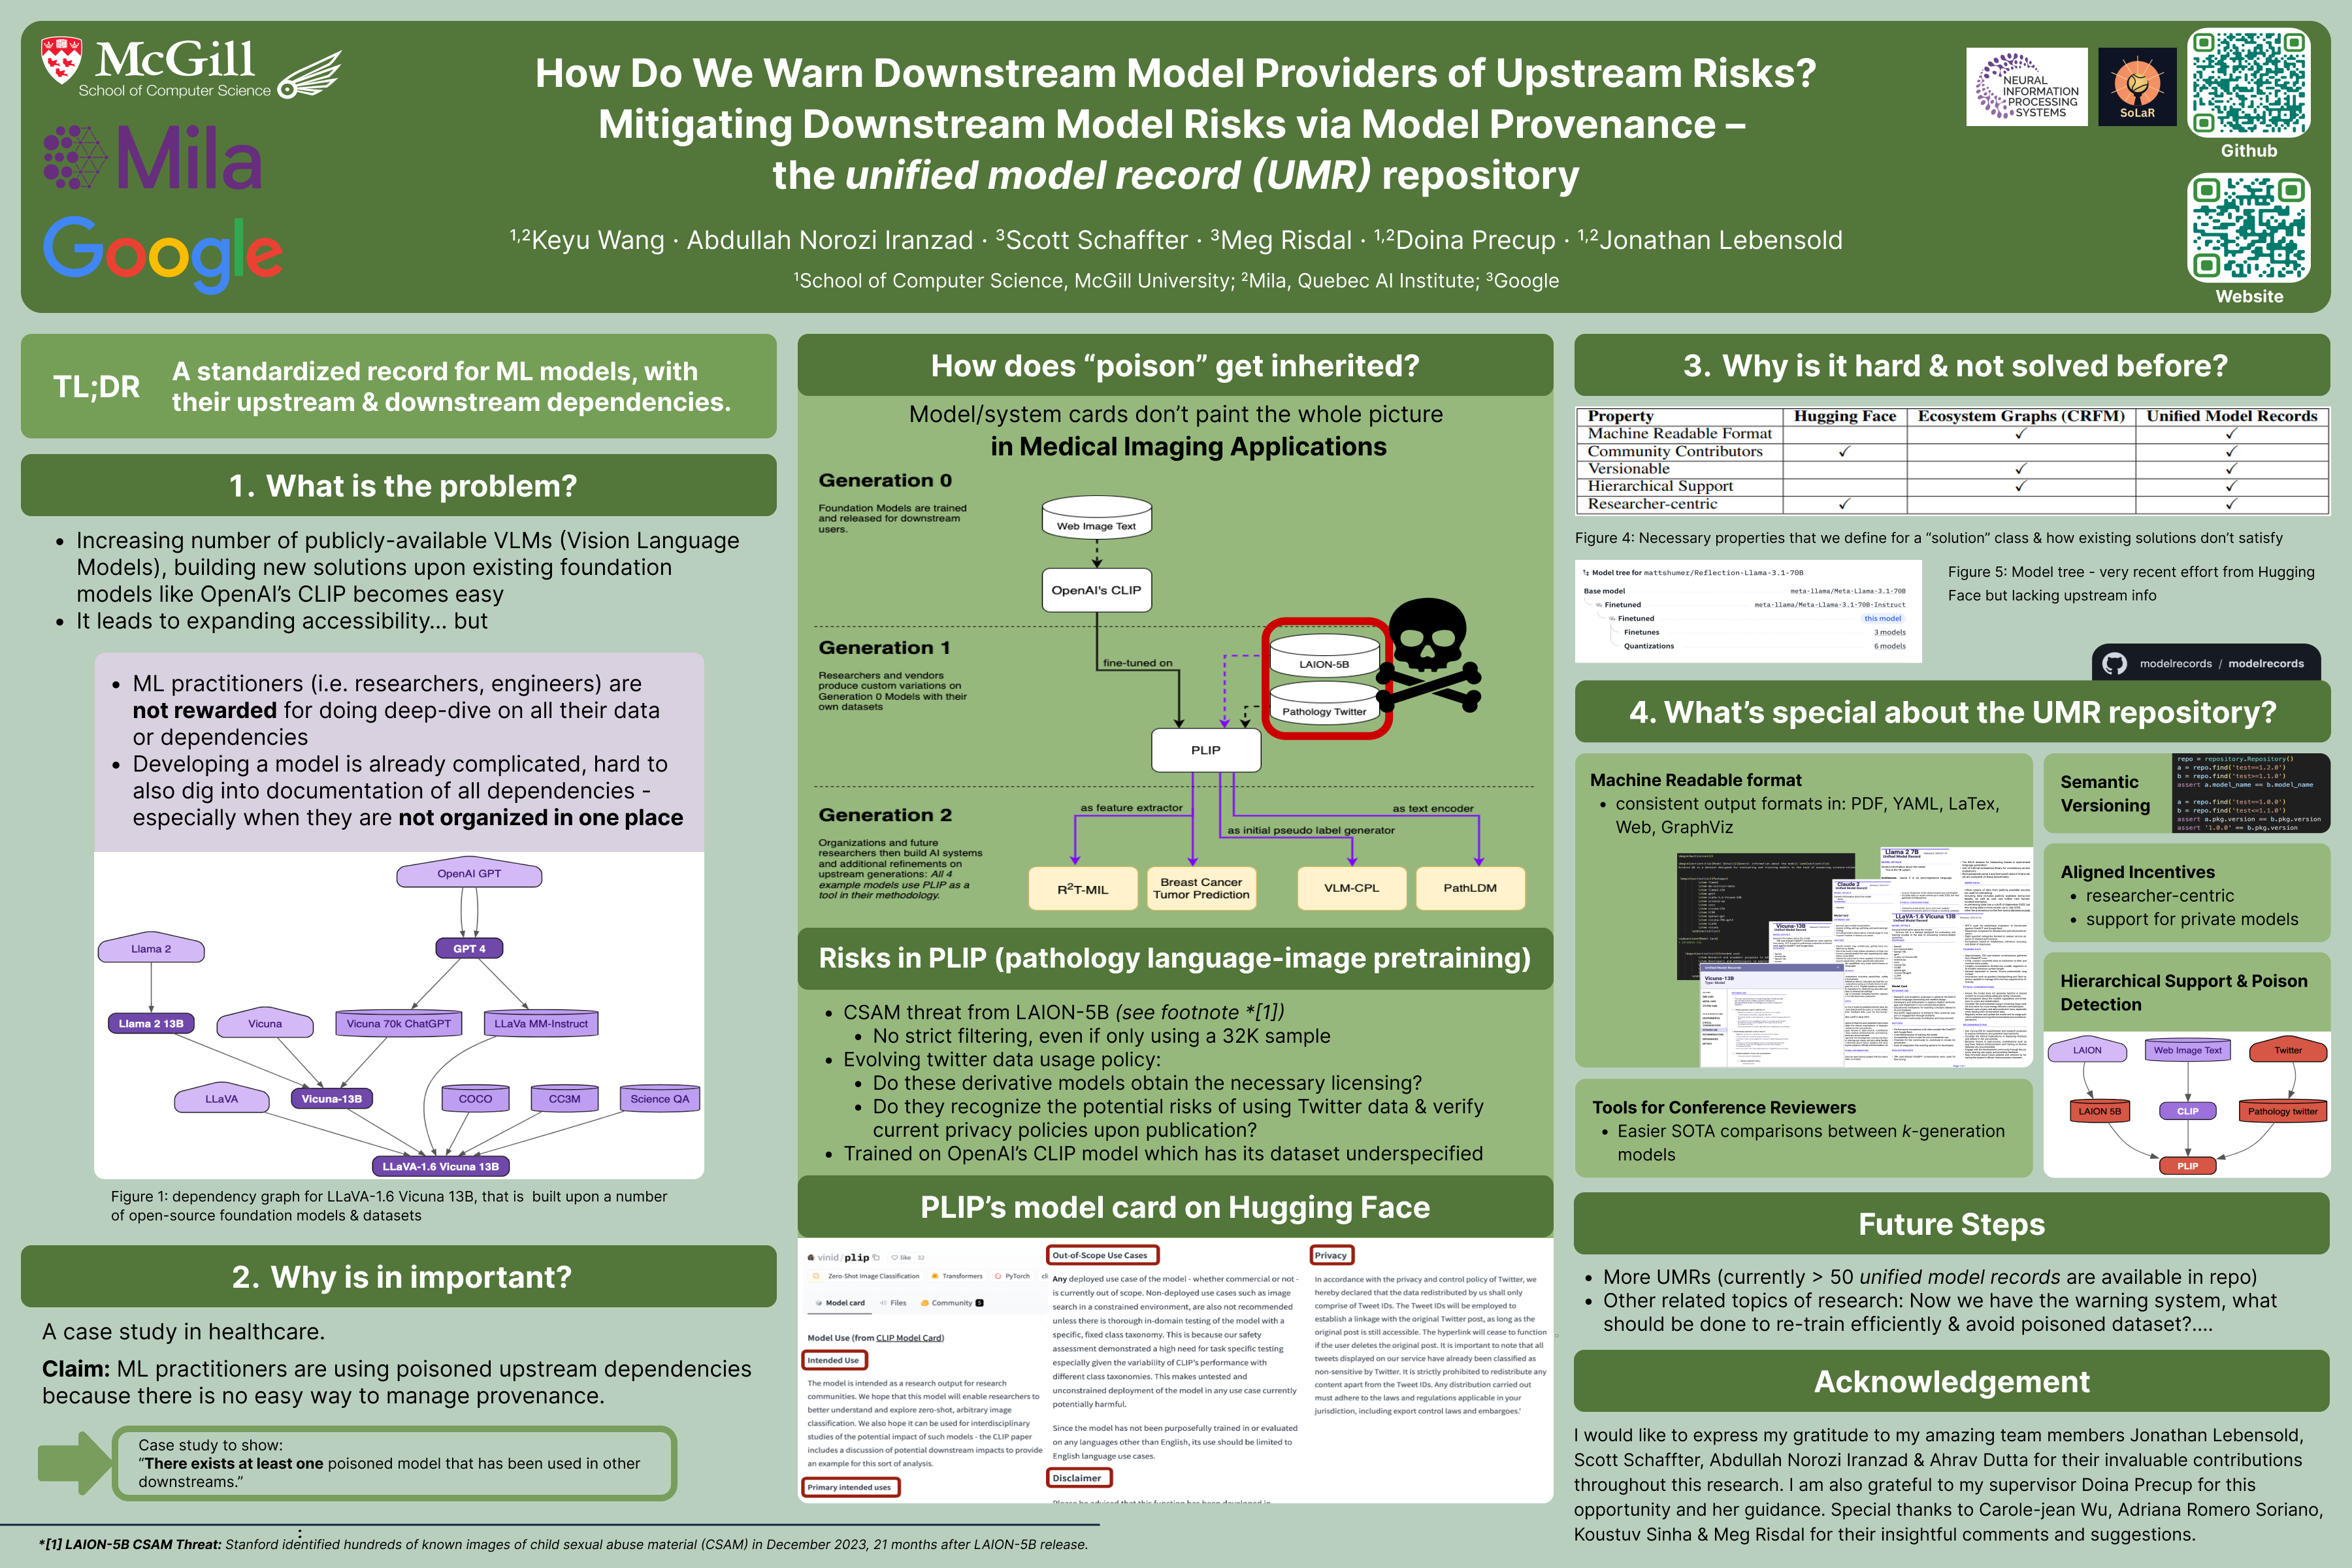 McGill
School of Computer Science
Mila
Google
How Do We Warn Downstream Model Providers of Upstream Risks?
Mitigating Downstream Model Risks via Model Provenance –
the unified model record (UMR) repository
¹,²Keyu Wang · Abdullah Norozi Iranzad · ³Scott Schaffter · ³Meg Risdal · ¹,²Doina Precup · ¹,²Jonathan Lebensold
¹School of Computer Science, McGill University; ²Mila, Quebec AI Institute; ³Google
NEURAL
INFORMATION
PROCESSING
SYSTEMS
SoLaR
Github
Website
TL;DR
A standardized record for ML models, with
their upstream & downstream dependencies.
1. What is the problem?
• Increasing number of publicly-available VLMs (Vision Language
Models), building new solutions upon existing foundation
models like OpenAI's CLIP becomes easy
• It leads to expanding accessibility... but
• ML practitioners (i.e. researchers, engineers) are
not rewarded for doing deep-dive on all their data
or dependencies
• Developing a model is already complicated, hard to
also dig into documentation of all dependencies -
especially when they are not organized in one place
OpenAI GPT
Llama 2
GPT 4
Llama 2 13B
Vicuna
Vicuna 70k ChatGPT
LLaVa MM-Instruct
LLaVA
Vicuna-13B
COCO
CC3M
Science QA
LLaVA-1.6 Vicuna 13B
Figure 1: dependency graph for LLaVA-1.6 Vicuna 13B, that is built upon a number
of open-source foundation models & datasets
2. Why is in important?
A case study in healthcare.
Claim: ML practitioners are using poisoned upstream dependencies
because there is no easy way to manage provenance.
Case study to show:
“There exists at least one poisoned model that has been used in other
downstreams.”
*[1] LAION-5B CSAM Threat: Stanford identified hundreds of known images of child sexual abuse material (CSAM) in December 2023, 21 months after LAION-5B release.
How does “poison” get inherited?
Model/system cards don't paint the whole picture
in Medical Imaging Applications
Generation 0
Foundation Models are trained
and released for downstream
users.
Web Image Text
OpenAI's CLIP
Generation 1
Researchers and vendors
produce custom variations on
Generation 0 Models with their
own datasets
fine-tuned on
LAION-5B
Pathology Twitter
PLIP
Generation 2
Organizations and future
researchers then build AI systems
and additional refinements on
upstream generations: All 4
example models use PLIP as a
tool in their methodology.
as feature extractor
as text encoder
as initial pseudo label generator
R²T-MIL
Breast Cancer
Tumor Prediction
VLM-CPL
PathLDM
Risks in PLIP (pathology language-image pretraining)
• CSAM threat from LAION-5B (see footnote *[1])
• No strict filtering, even if only using a 32K sample
• Evolving twitter data usage policy:
• Do these derivative models obtain the necessary licensing?
• Do they recognize the potential risks of using Twitter data & verify
current privacy policies upon publication?
• Trained on OpenAI's CLIP model which has its dataset underspecified
PLIP's model card on Hugging Face
vinid/plip like 32
Zero-Shot Image Classification Transformers PyTorch cli
Model card Files Community 5
Model Use (from CLIP Model Card)
Intended Use
The model is intended as a research output for research
communities. We hope that this model will enable researchers to
better understand and explore zero-shot, arbitrary image
classification. We also hope it can be used for interdisciplinary
studies of the potential impact of such models - the CLIP paper
includes a discussion of potential downstream impacts to provide
an example for this sort of analysis.
Primary intended uses
Out-of-Scope Use Cases
Any deployed use case of the model - whether commercial or not -
is currently out of scope. Non-deployed use cases such as image
search in a constrained environment, are also not recommended
unless there is thorough in-domain testing of the model with a
specific, fixed class taxonomy. This is because our safety
assessment demonstrated a high need for task specific testing
especially given the variability of CLIP's performance with
different class taxonomies. This makes untested and
unconstrained deployment of the model in any use case currently
potentially harmful.
Since the model has not been purposefully trained in or evaluated
on any languages other than English, its use should be limited to
English language use cases.
Disclaimer
Please be advised that this function has been developed in
Privacy
In accordance with the privacy and control policy of Twitter, we
hereby declared that the data redistributed by us shall only
comprise of Tweet IDs. The Tweet IDs will be employed to
establish a linkage with the original Twitter post, as long as the
original post is still accessible. The hyperlink will cease to function
if the user deletes the original post. It is important to note that all
tweets displayed on our service have already been classified as
non-sensitive by Twitter. It is strictly prohibited to redistribute any
content apart from the Tweet IDs. Any distribution carried out
must adhere to the laws and regulations applicable in your
jurisdiction, including export control laws and embargoes.'
3. Why is it hard & not solved before?
Property Hugging Face Ecosystem Graphs (CRFM) Unified Model Records
Machine Readable Format ✓ ✓
Community Contributors ✓ ✓
Versionable ✓ ✓
Hierarchical Support ✓ ✓
Researcher-centric ✓ ✓
Figure 4: Necessary properties that we define for a “solution” class & how existing solutions don't satisfy
Model tree for mattshumer/Reflection-Llama-3.1-70B
Base model meta-llama/Meta-Llama-3.1-70B
Finetuned meta-llama/Meta-Llama-3.1-70B-Instruct
Finetuned this model
Finetunes 3 models
Quantizations 6 models
Figure 5: Model tree - very recent effort from Hugging
Face but lacking upstream info
modelrecords / modelrecords
4. What's special about the UMR repository?
Machine Readable format
• consistent output formats in: PDF, YAML, LaTex,
Web, GraphViz
Llama 2 7B
Unified Model Record
Claude 2
Unified Model Record
Vicuna-13B
Unified Model Record
LLaVA-1.6 Vicuna 13B
Unified Model Record
Vicuna-13B
Semantic
Versioning
repo = repository.Repository()
a = repo.find('test==1.2.0')
b = repo.find('test==1.1.0')
assert a.model_name == b.model_name
a = repo.find('test==1.0.0')
b = repo.find('test==1.1.0')
assert a.pkg.version == b.pkg.version
assert '1.0.0' == b.pkg.version
Aligned Incentives
• researcher-centric
• support for private models
Hierarchical Support & Poison
Detection
LAION
Web Image Text
Twitter
LAION 5B
CLIP
Pathology twitter
PLIP
Tools for Conference Reviewers
• Easier SOTA comparisons between k-generation
models
Future Steps
• More UMRs (currently > 50 unified model records are available in repo)
• Other related topics of research: Now we have the warning system, what
should be done to re-train efficiently & avoid poisoned dataset?....
Acknowledgement
I would like to express my gratitude to my amazing team members Jonathan Lebensold,
Scott Schaffter, Abdullah Norozi Iranzad & Ahrav Dutta for their invaluable contributions
throughout this research. I am also grateful to my supervisor Doina Precup for this
opportunity and her guidance. Special thanks to Carole-jean Wu, Adriana Romero Soriano,
Koustuv Sinha & Meg Risdal for their insightful comments and suggestions.